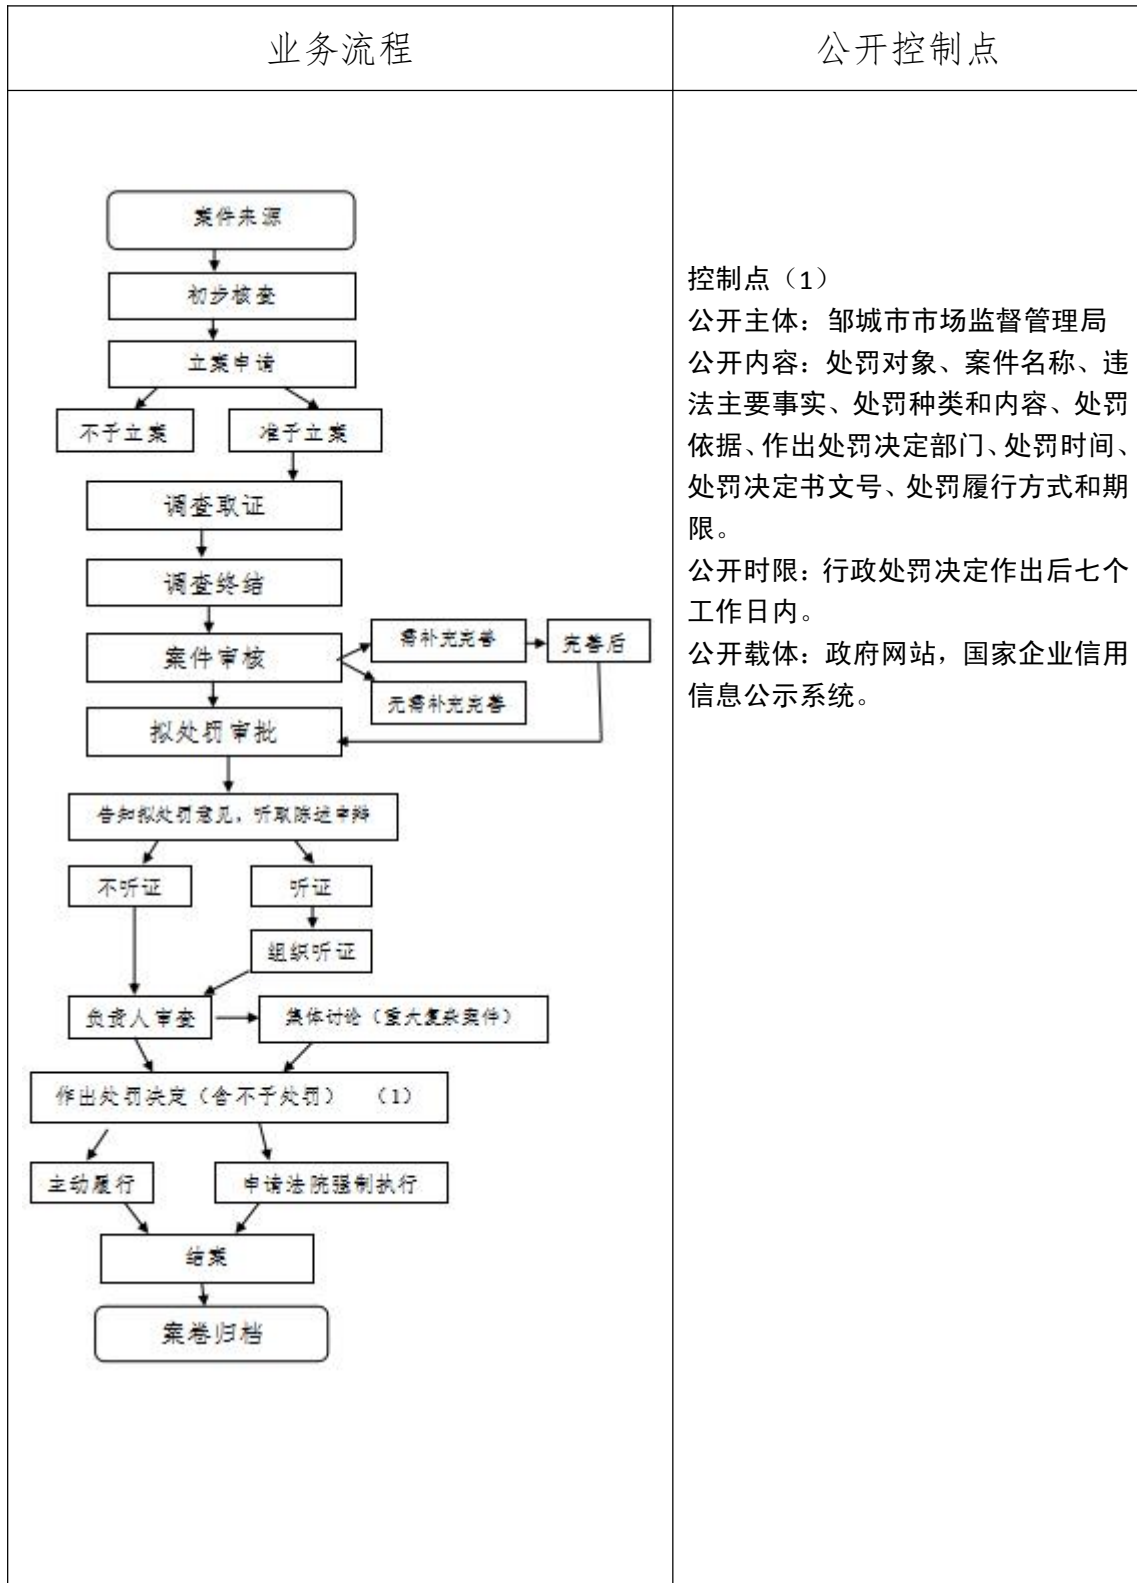 业务流程
公开控制点
案件来源
初步核查
立案申请
不予立案
准予立案
调查取证
调查终结
案件审核
需补充完善
完善后
无需补充完善
拟处罚审批
告知拟处罚意见，听取陈述申辩
不听证
听证
组织听证
负责人审查
集体讨论（重大复杂案件）
作出处罚决定（含不予处罚） （1）
主动履行
申请法院强制执行
结案
案卷归档
控制点（1）
公开主体：邹城市市场监督管理局
公开内容：处罚对象、案件名称、违
法主要事实、处罚种类和内容、处罚
依据、作出处罚决定部门、处罚时间、
处罚决定书文号、处罚履行方式和期
限。
公开时限：行政处罚决定作出后七个
工作日内。
公开载体：政府网站，国家企业信用
信息公示系统。